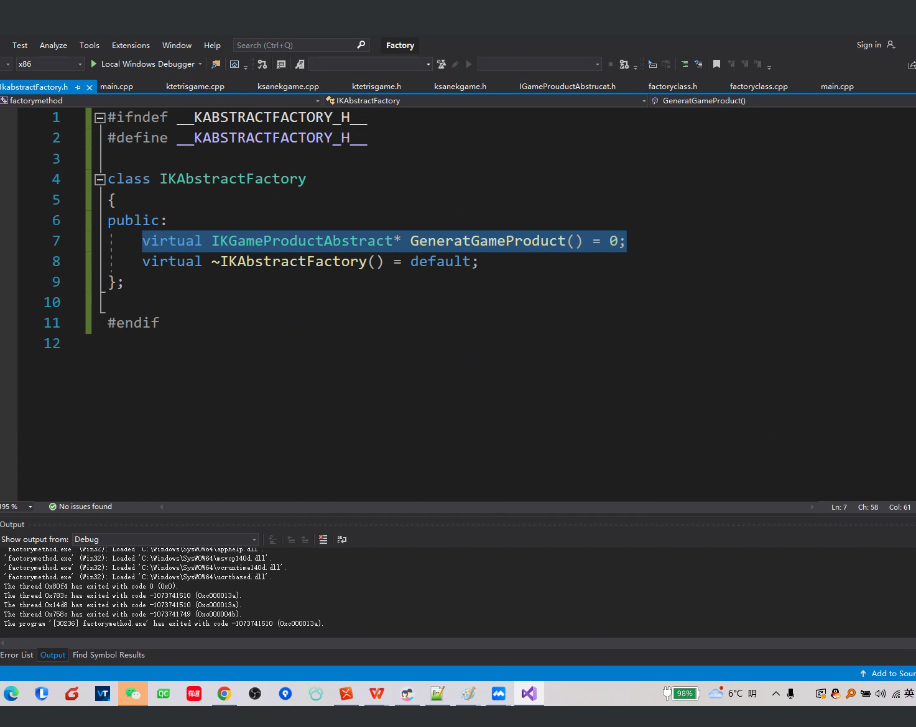 Test Analyze Tools Extensions Window Help Search (Ctrl+Q) Factory Sign in
x86 Local Windows Debugger
IkabstractFactory.h main.cpp ktetrisgame.cpp ksanekgame.cpp ktetrisgame.h ksanekgame.h IGameProuductAbstrucat.h factoryclass.h factoryclass.cpp main.cpp
factorymethod IKAbstractFactory GeneratGameProduct()
1 #ifndef __KABSTRACTFACTORY_H__
2 #define __KABSTRACTFACTORY_H__
3
4 class IKAbstractFactory
5 {
6 public:
7 virtual IKGameProductAbstract* GeneratGameProduct() = 0;
8 virtual ~IKAbstractFactory() = default;
9 };
10
11 #endif
12
195 % No issues found Ln: 7 Ch: 58 Col: 61
Output
Show output from: Debug
'factorymethod.exe' (Win32): Loaded 'C:\Windows\SysWOW64\apphelp.dll'.
'factorymethod.exe' (Win32): Loaded 'C:\Windows\SysWOW64\msvcp140d.dll'.
'factorymethod.exe' (Win32): Loaded 'C:\Windows\SysWOW64\vcruntime140d.dll'.
'factorymethod.exe' (Win32): Loaded 'C:\Windows\SysWOW64\ucrtbased.dll'.
The thread 0x80f4 has exited with code 0 (0x0).
The thread 0x783c has exited with code -1073741510 (0xc000013a).
The thread 0x14d8 has exited with code -1073741510 (0xc000013a).
The thread 0x758c has exited with code -1073741749 (0xc000004b).
The program '[30236] factorymethod.exe' has exited with code -1073741510 (0xc000013a).
Error List Output Find Symbol Results
Add to Sour
98% 6°C 阴 英